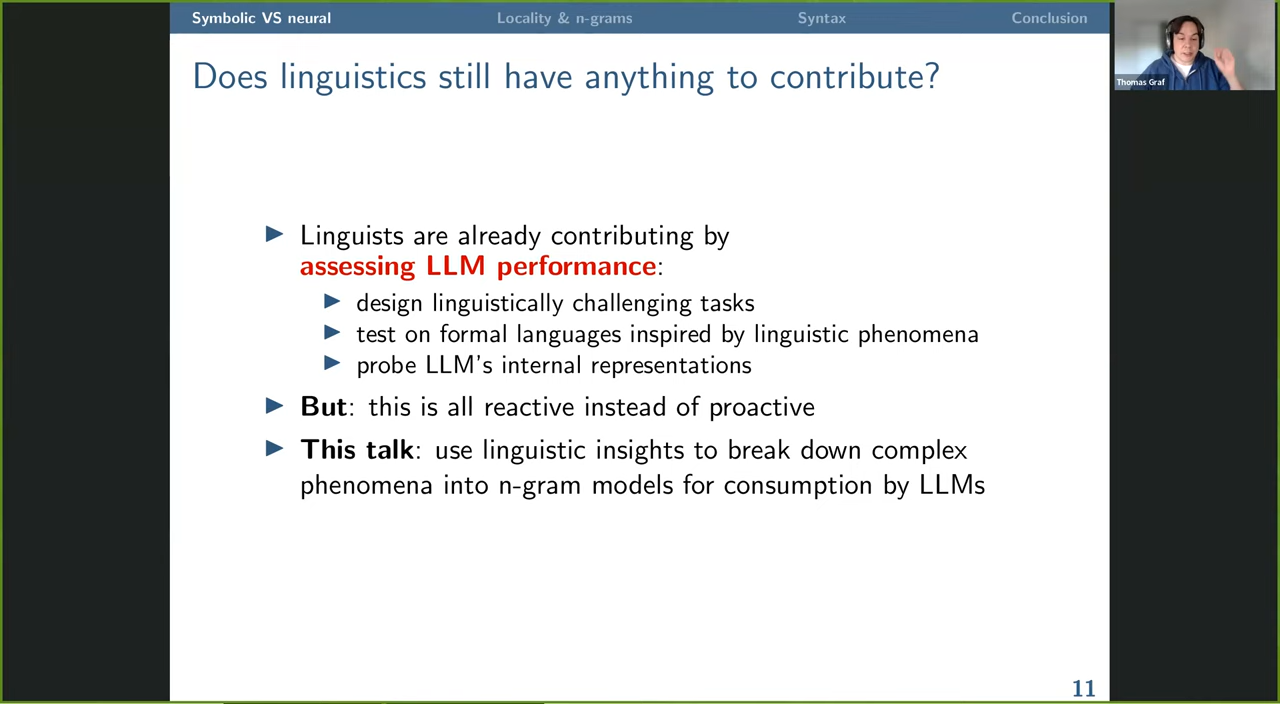 Symbolic VS neural Locality & n-grams Syntax Conclusion
Thomas Graf
Does linguistics still have anything to contribute?
Linguists are already contributing by
assessing LLM performance:
design linguistically challenging tasks
test on formal languages inspired by linguistic phenomena
probe LLM's internal representations
But: this is all reactive instead of proactive
This talk: use linguistic insights to break down complex
phenomena into n-gram models for consumption by LLMs
11